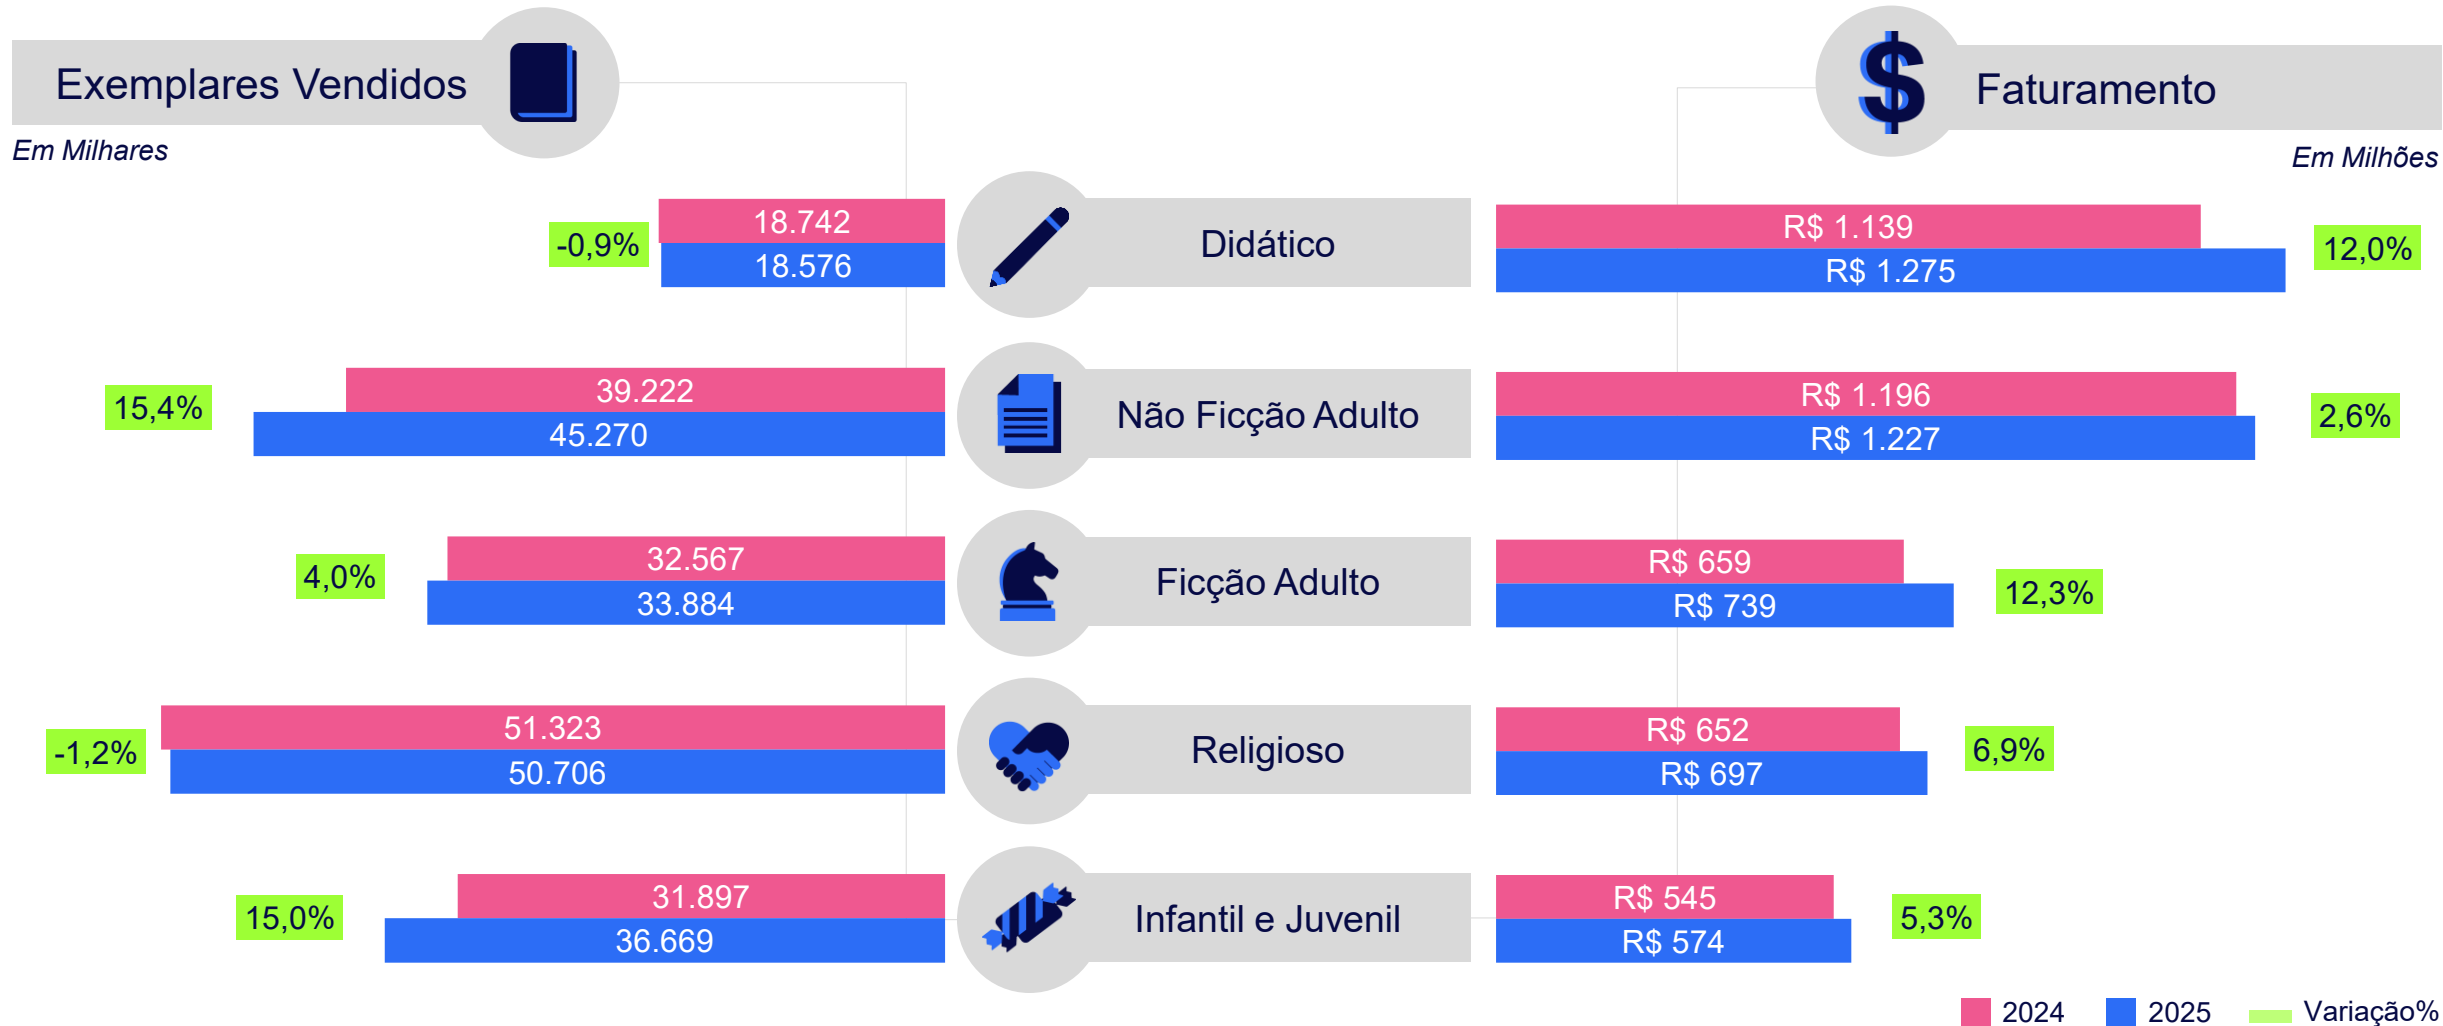 Exemplares Vendidos
Faturamento
Em Milhares
Em Milhões
-0,9%
18.742
18.576
Didático
R$ 1.139
R$ 1.275
12,0%
15,4%
39.222
45.270
Não Ficção Adulto
R$ 1.196
R$ 1.227
2,6%
4,0%
32.567
33.884
Ficção Adulto
R$ 659
R$ 739
12,3%
-1,2%
51.323
50.706
Religioso
R$ 652
R$ 697
6,9%
15,0%
31.897
36.669
Infantil e Juvenil
R$ 545
R$ 574
5,3%
2024 2025 Variação%